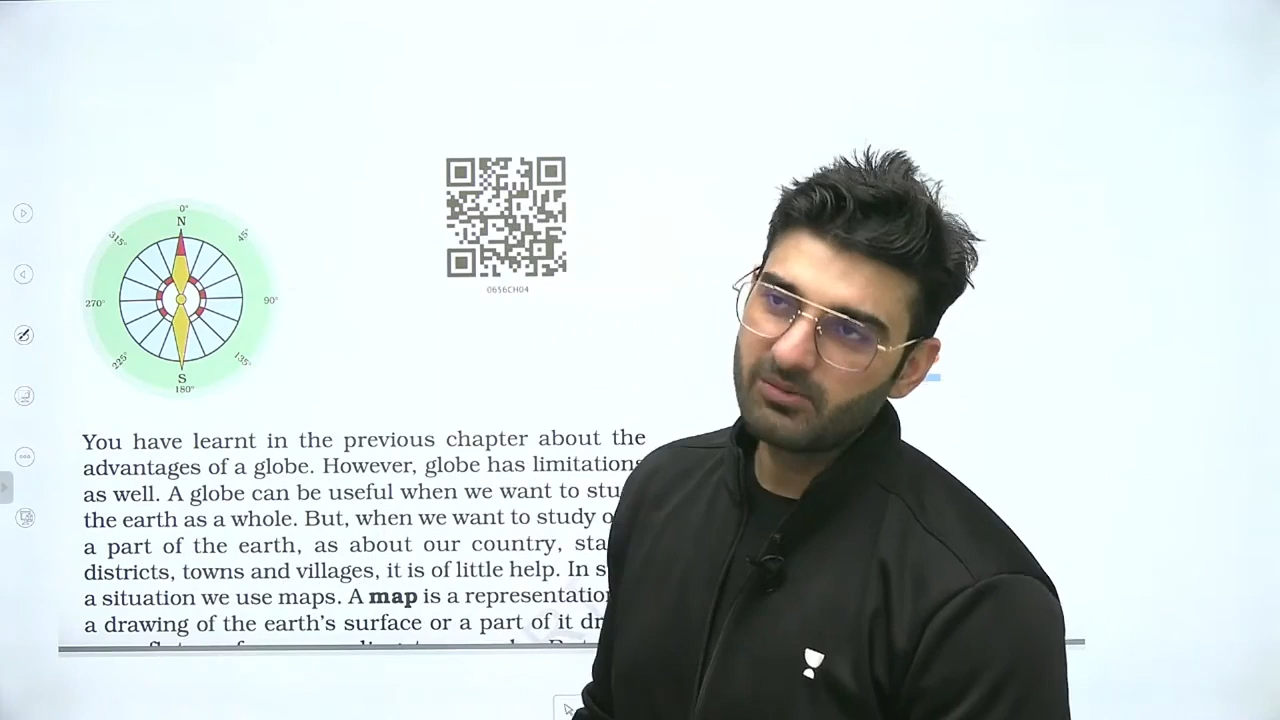 0°
N
315°
45°
270°
90°
225°
135°
S
180°
0656CH04
You have learnt in the previous chapter about the
advantages of a globe. However, globe has limitations
as well. A globe can be useful when we want to
the earth as a whole. But, when we want to study
a part of the earth, as about our country,
districts, towns and villages, it is of little help. In
a situation we use maps. A map is a representation
a drawing of the earth's surface or a part of it